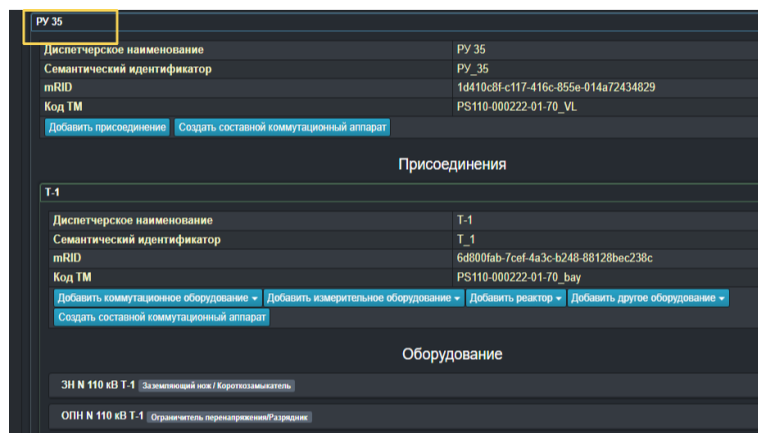 РУ 35
Диспетчерское наименование РУ 35
Семантический идентификатор РУ_35
mRID 1d410c8f-c117-416c-855e-014a72434829
Код ТМ PS110-000222-01-70_VL
Добавить присоединение Создать составной коммутационный аппарат
Присоединения
Т-1
Диспетчерское наименование Т-1
Семантический идентификатор Т_1
mRID 6d800fab-7cef-4a3c-b248-88128bec238c
Код ТМ PS110-000222-01-70_bay
Добавить коммутационное оборудование Добавить измерительное оборудование Добавить реактор Добавить другое оборудование
Создать составной коммутационный аппарат
Оборудование
ЗН N 110 кВ Т-1 Заземляющий нож / Короткозамыкатель
ОПН N 110 кВ Т-1 Ограничитель перенапряжения/Разрядник